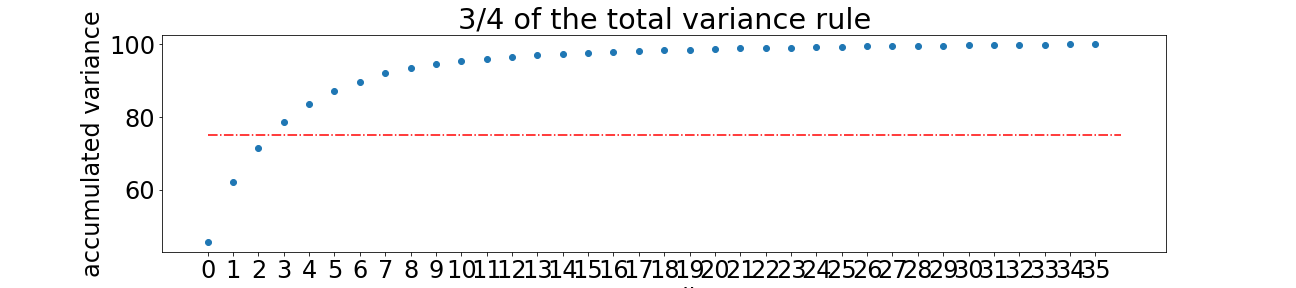 3/4 of the total variance rule
accumulated variance
100
80
60
0 1 2 3 4 5 6 7 8 9 10 11 12 13 14 15 16 17 18 19 20 21 22 23 24 25 26 27 28 29 30 31 32 33 34 35